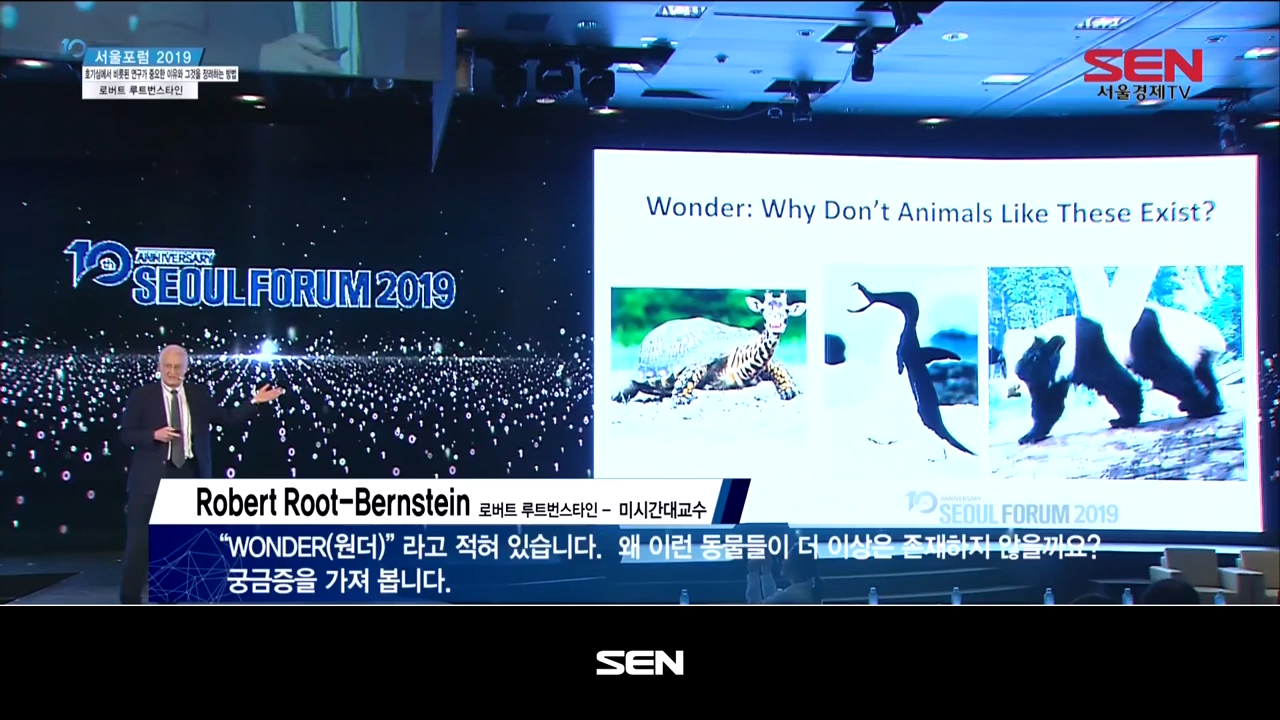 10 서울포럼 2019
호기심에서 비롯된 연구가 중요한 이유와 그것을 장려하는 방법
로버트 루트번스타인
SEN
서울경제TV
Wonder: Why Don't Animals Like These Exist?
10th ANNIVERSARY
SEOUL FORUM 2019
10 ANNIVERSARY
SEOUL FORUM 2019
Robert Root-Bernstein 로버트 루트번스타인 - 미시간대교수
“WONDER(원더)” 라고 적혀 있습니다. 왜 이런 동물들이 더 이상은 존재하지 않을까요?
궁금증을 가져 봅니다.
SEN